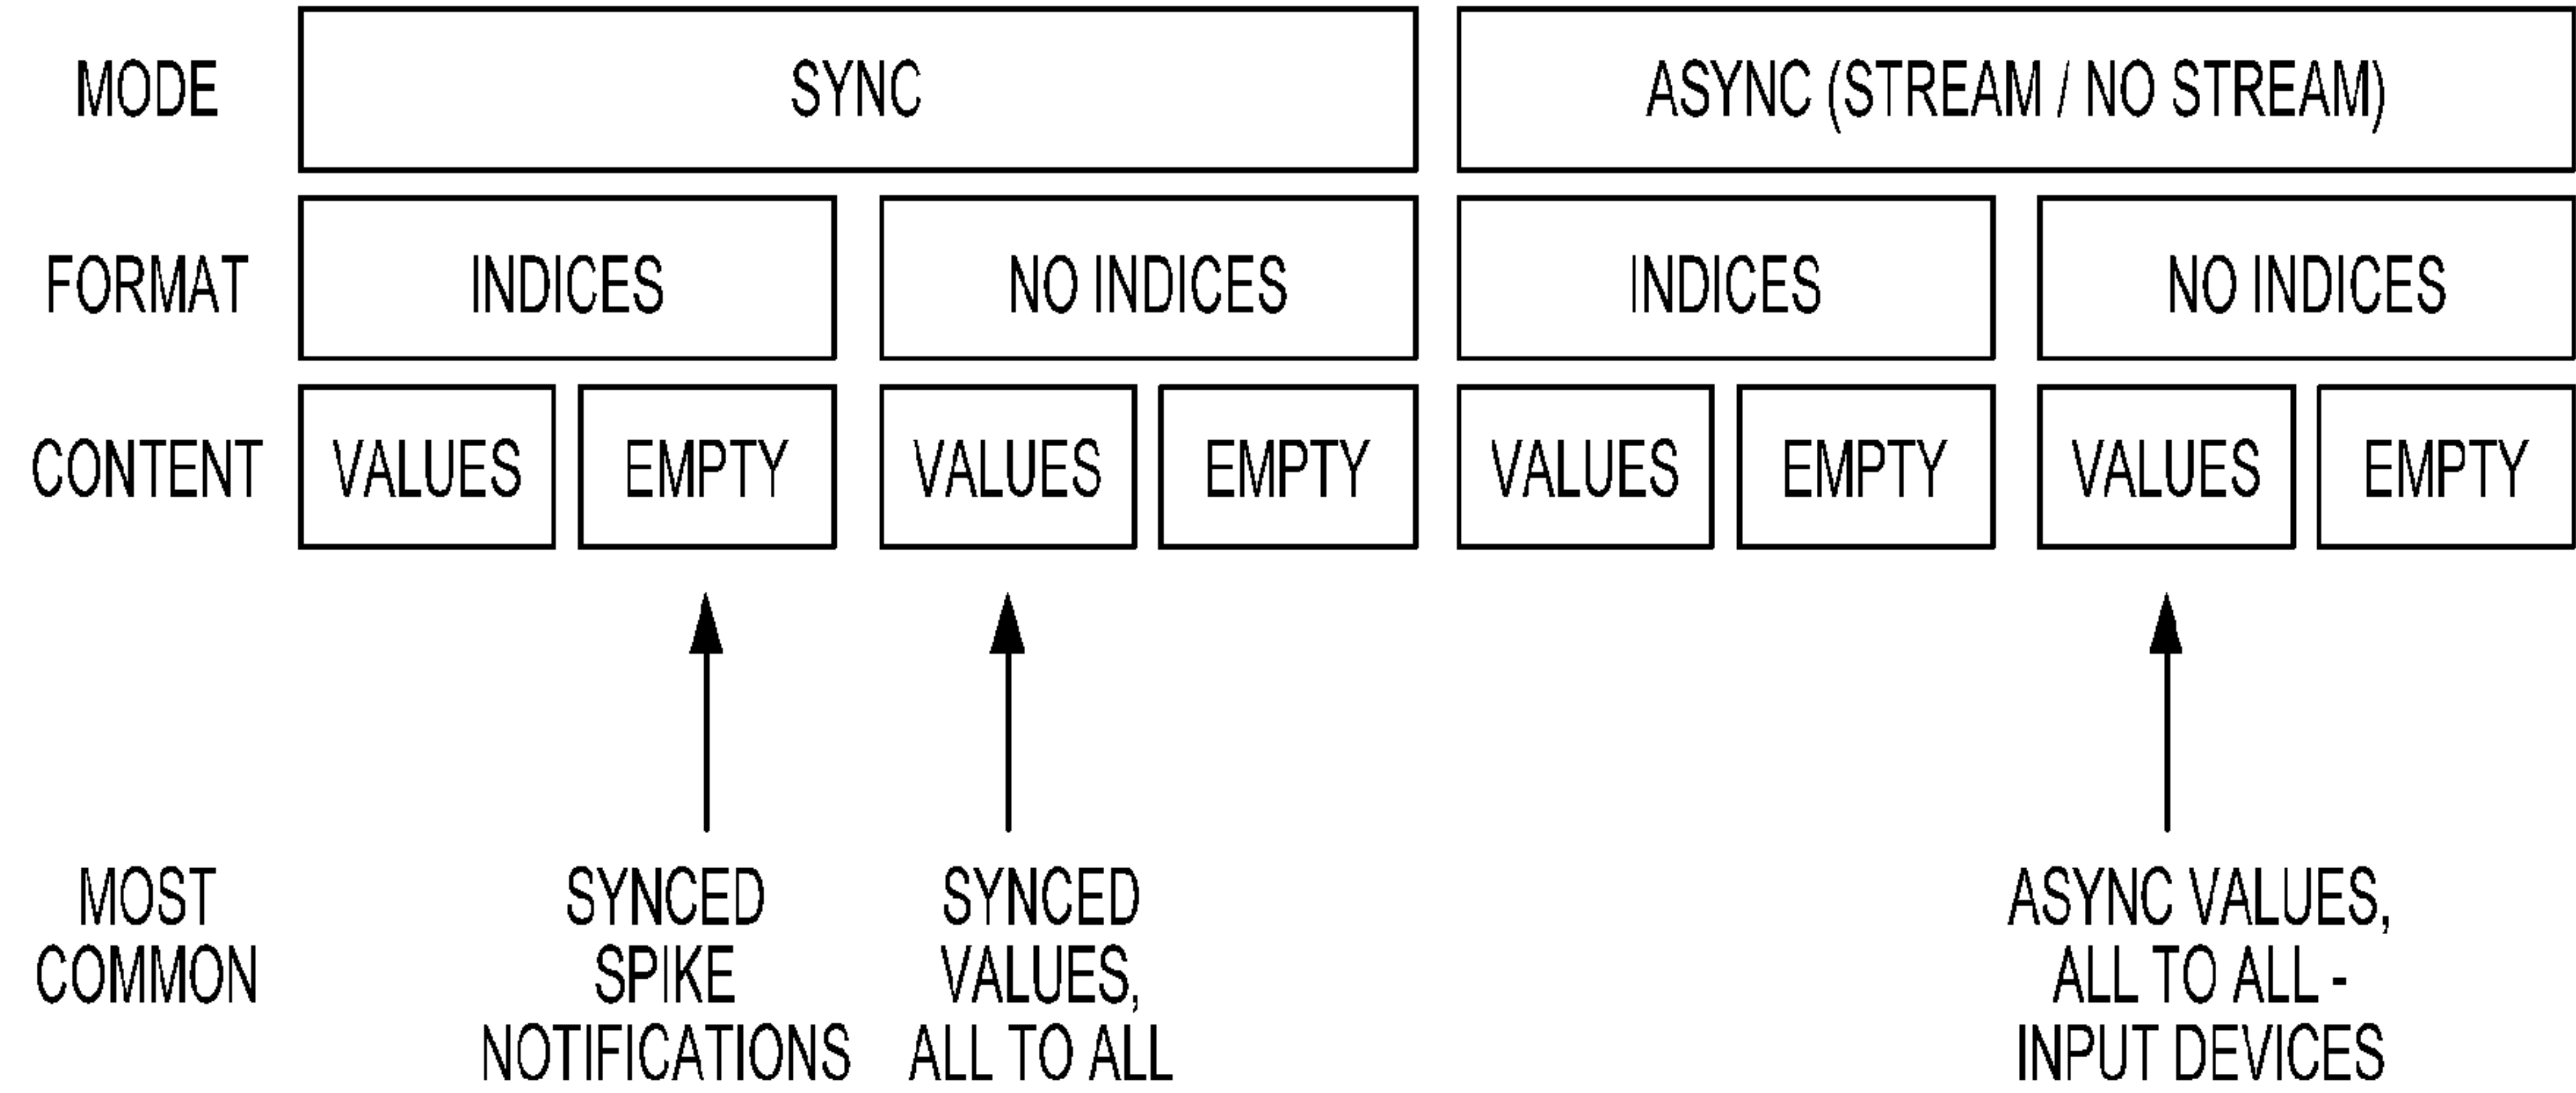 MODE
SYNC
ASYNC (STREAM / NO STREAM)
FORMAT
INDICES
NO INDICES
INDICES
NO INDICES
CONTENT
VALUES
EMPTY
VALUES
EMPTY
VALUES
EMPTY
VALUES
EMPTY
MOST
COMMON
SYNCED
SPIKE
NOTIFICATIONS
SYNCED
VALUES,
ALL TO ALL
ASYNC VALUES,
ALL TO ALL -
INPUT DEVICES